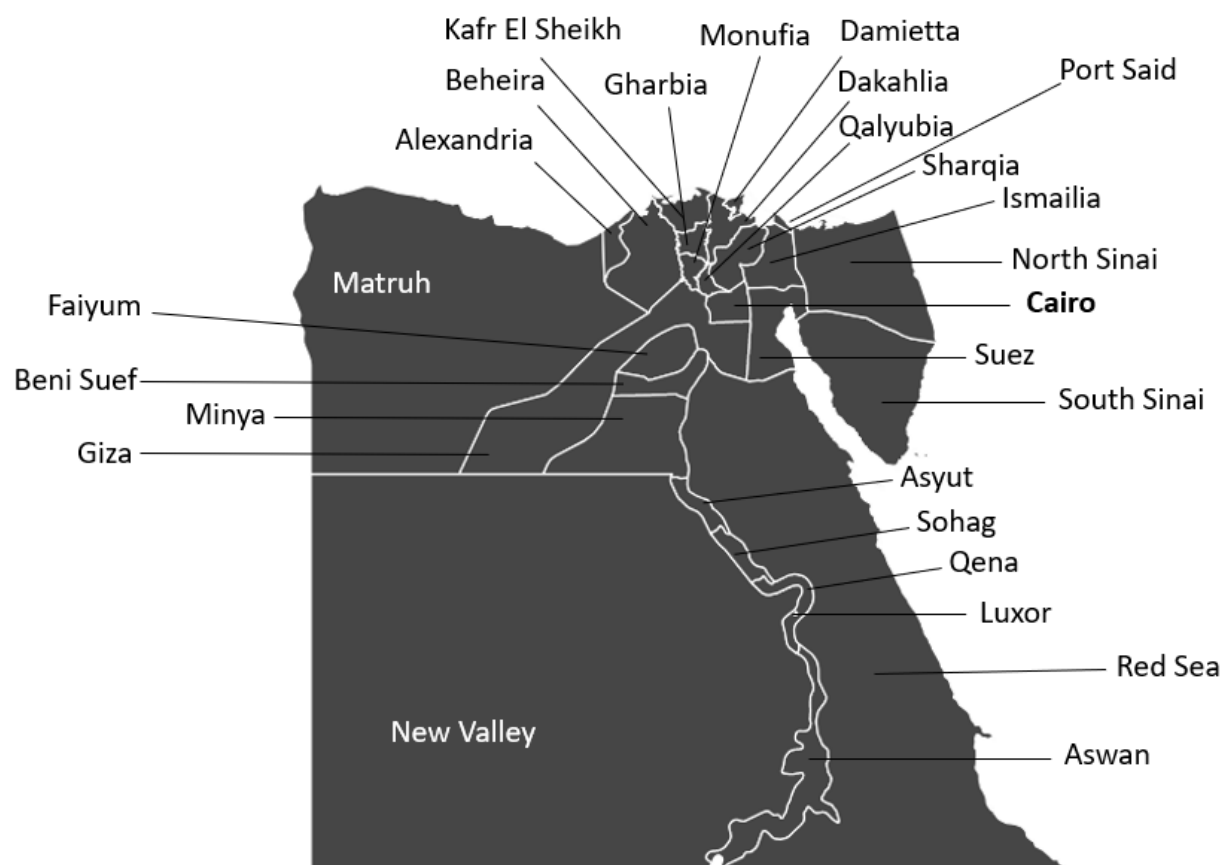 Kafr El Sheikh
Monufia
Damietta
Beheira
Gharbia
Dakahlia
Port Said
Alexandria
Qalyubia
Sharqia
Ismailia
Matruh
North Sinai
Faiyum
Cairo
Beni Suef
Suez
Minya
South Sinai
Giza
Asyut
Sohag
Qena
Luxor
Red Sea
New Valley
Aswan